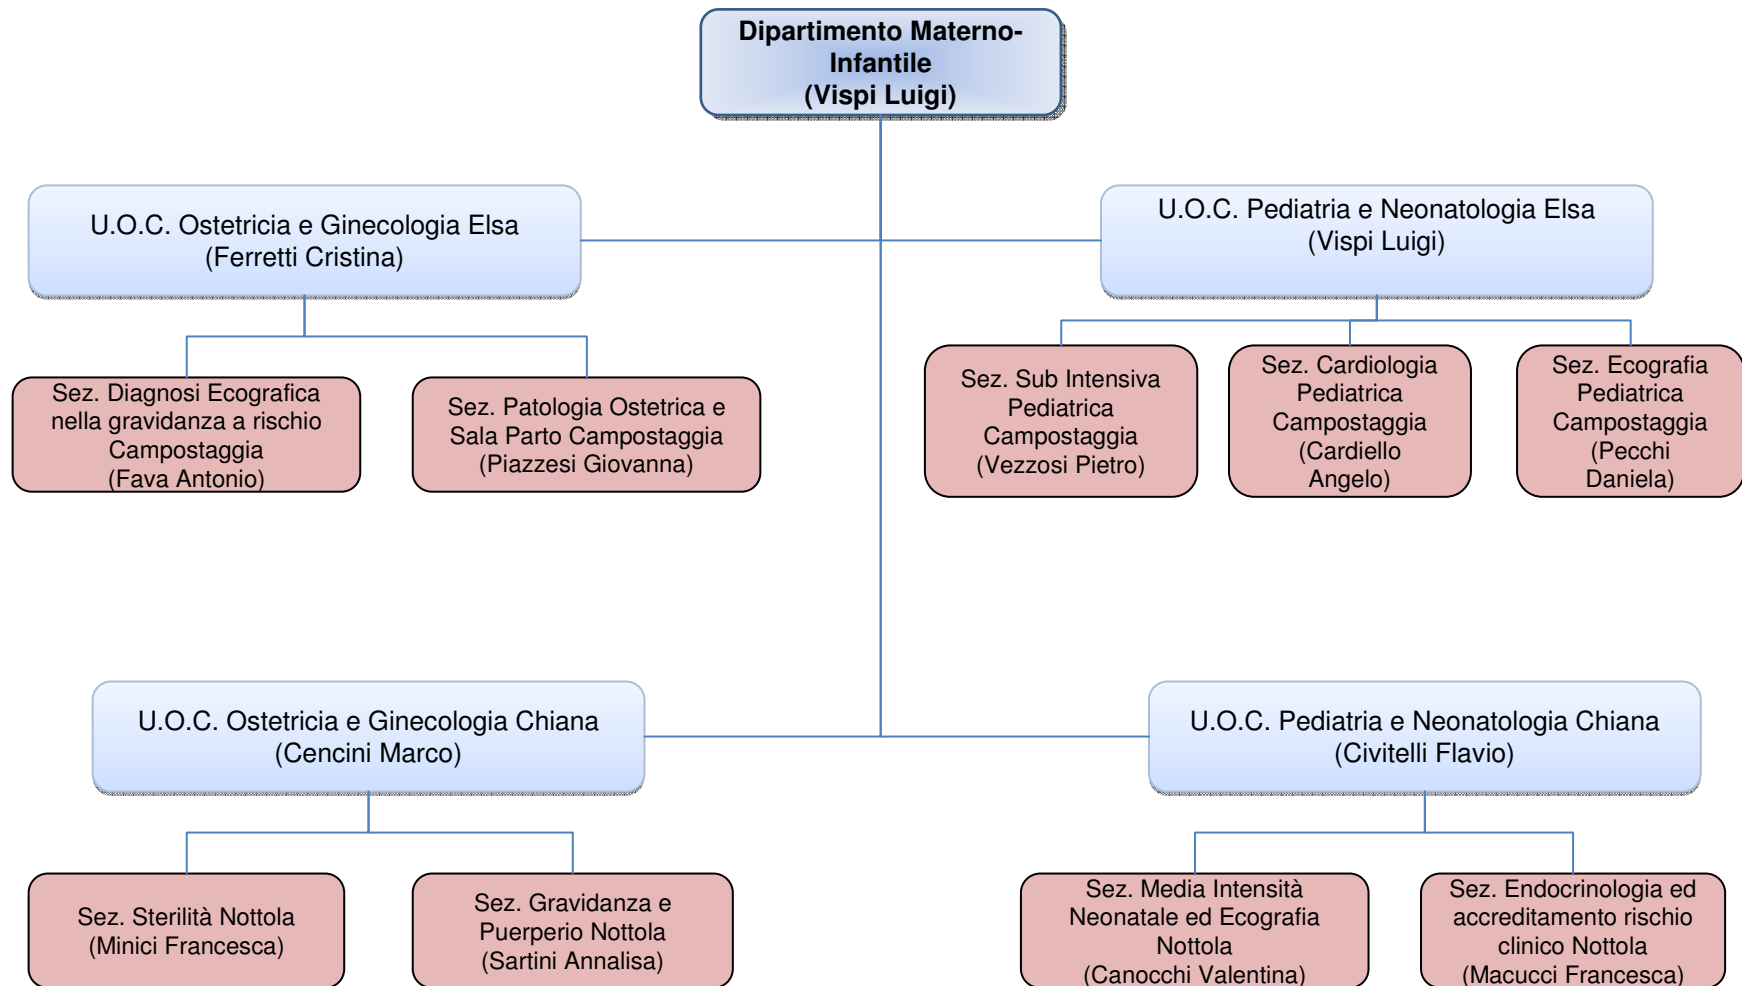 Dipartimento Materno-
Infantile
(Vispi Luigi)
U.O.C. Ostetricia e Ginecologia Elsa
(Ferretti Cristina)
U.O.C. Pediatria e Neonatologia Elsa
(Vispi Luigi)
Sez. Diagnosi Ecografica
nella gravidanza a rischio
Campostaggia
(Fava Antonio)
Sez. Patologia Ostetrica e
Sala Parto Campostaggia
(Piazzesi Giovanna)
Sez. Sub Intensiva
Pediatrica
Campostaggia
(Vezzosi Pietro)
Sez. Cardiologia
Pediatrica
Campostaggia
(Cardiello
Angelo)
Sez. Ecografia
Pediatrica
Campostaggia
(Pecchi
Daniela)
U.O.C. Ostetricia e Ginecologia Chiana
(Cencini Marco)
U.O.C. Pediatria e Neonatologia Chiana
(Civitelli Flavio)
Sez. Sterilità Nottola
(Minici Francesca)
Sez. Gravidanza e
Puerperio Nottola
(Sartini Annalisa)
Sez. Media Intensità
Neonatale ed Ecografia
Nottola
(Canocchi Valentina)
Sez. Endocrinologia ed
accreditamento rischio
clinico Nottola
(Macucci Francesca)